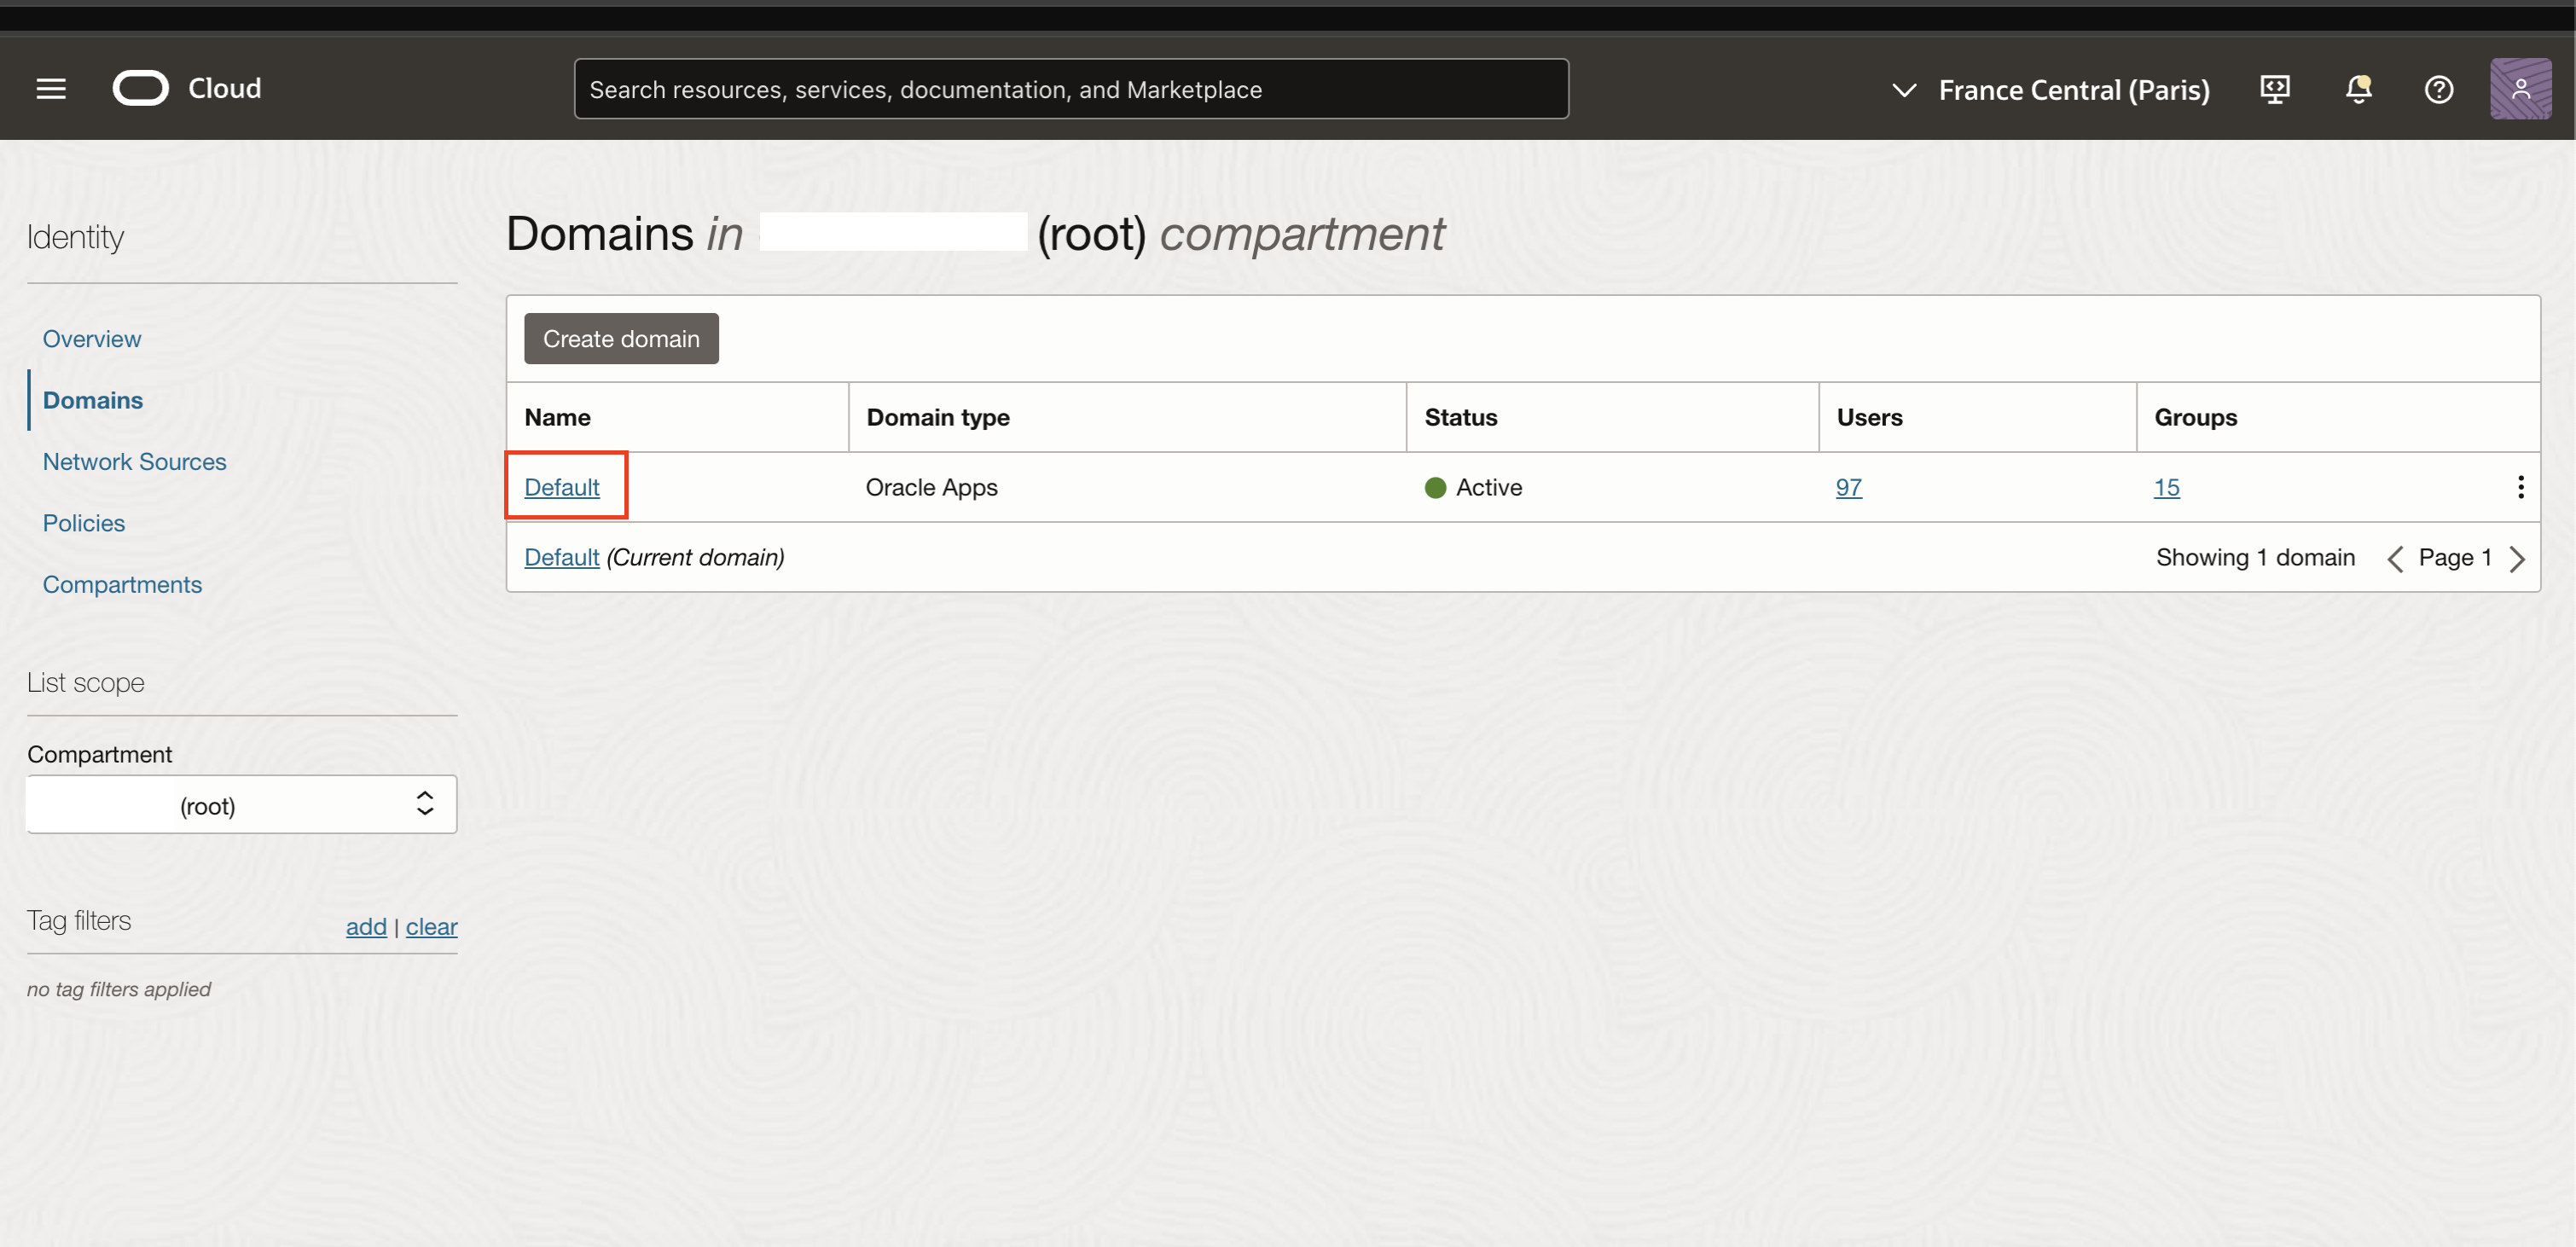 Cloud
Search resources, services, documentation, and Marketplace
France Central (Paris)
Identity
Overview
Domains
Network Sources
Policies
Compartments
List scope
Compartment
(root)
Tag filters
add | clear
no tag filters applied
Domains in (root) compartment
Create domain
Name Domain type Status Users Groups
Default Oracle Apps Active 97 15
Default (Current domain) Showing 1 domain Page 1